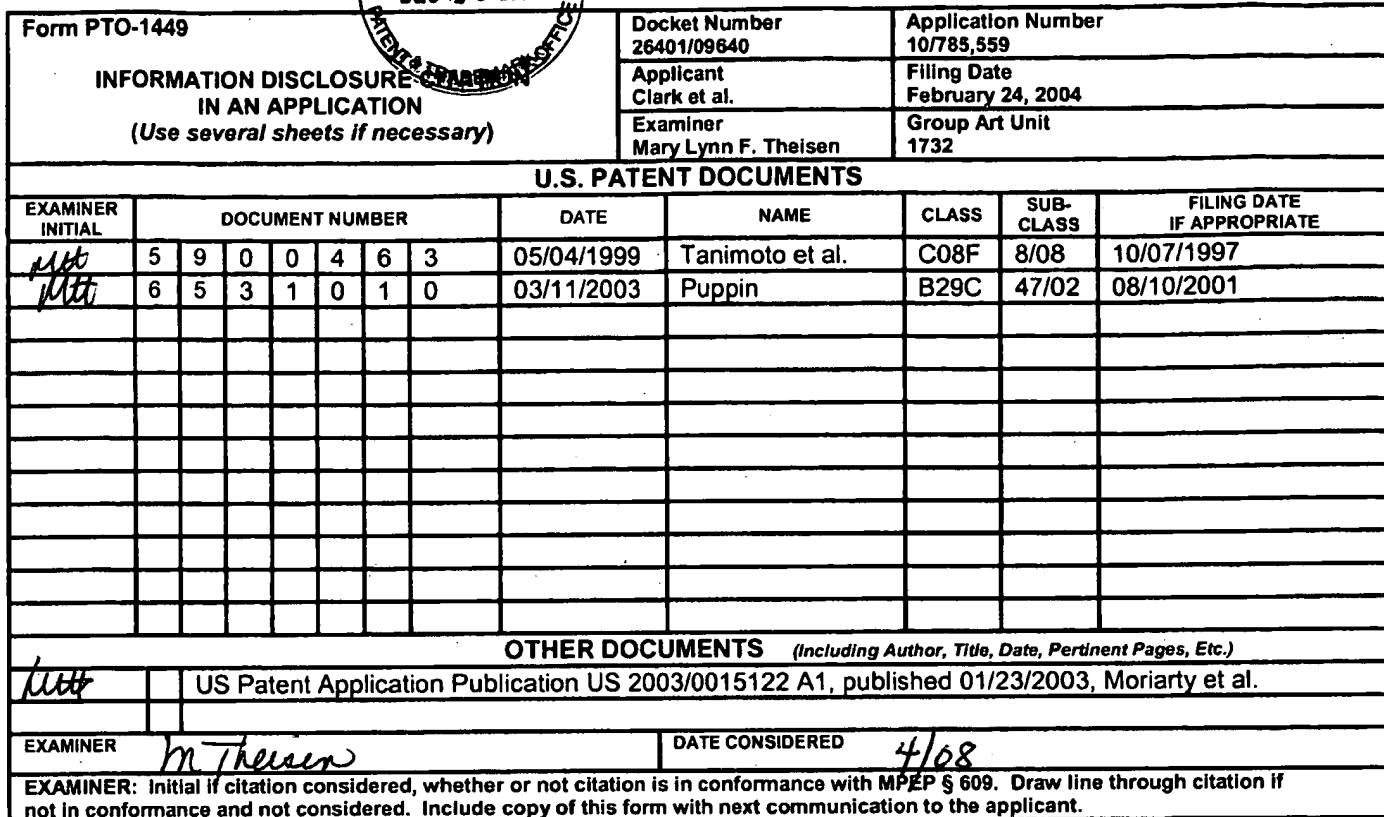 Form PTO-1449
PATENT & TRADEMARK OFFICE
INFORMATION DISCLOSURE
IN AN APPLICATION
(Use several sheets if necessary)
Docket Number
26401/09640
Application Number
10/785,559
Applicant
Clark et al.
Filing Date
February 24, 2004
Examiner
Mary Lynn F. Theisen
Group Art Unit
1732
U.S. PATENT DOCUMENTS
EXAMINER INITIAL DOCUMENT NUMBER DATE NAME CLASS SUB-CLASS FILING DATE IF APPROPRIATE
5 9 0 0 4 6 3 05/04/1999 Tanimoto et al. C08F 8/08 10/07/1997
6 5 3 1 0 1 0 03/11/2003 Puppin B29C 47/02 08/10/2001
OTHER DOCUMENTS (Including Author, Title, Date, Pertinent Pages, Etc.)
US Patent Application Publication US 2003/0015122 A1, published 01/23/2003, Moriarty et al.
EXAMINER M Theisen DATE CONSIDERED 4/08
EXAMINER: Initial if citation considered, whether or not citation is in conformance with MPEP § 609. Draw line through citation if
not in conformance and not considered. Include copy of this form with next communication to the applicant.